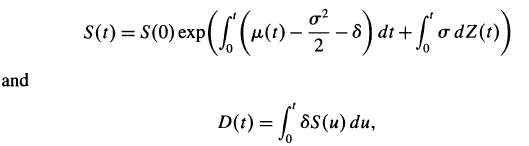 S(t) = S(0) exp(∫₀ᵗ (μ(t) − σ²/2 − δ) dt + ∫₀ᵗ σ dZ(t))
and
D(t) = ∫₀ᵗ δS(u) du,